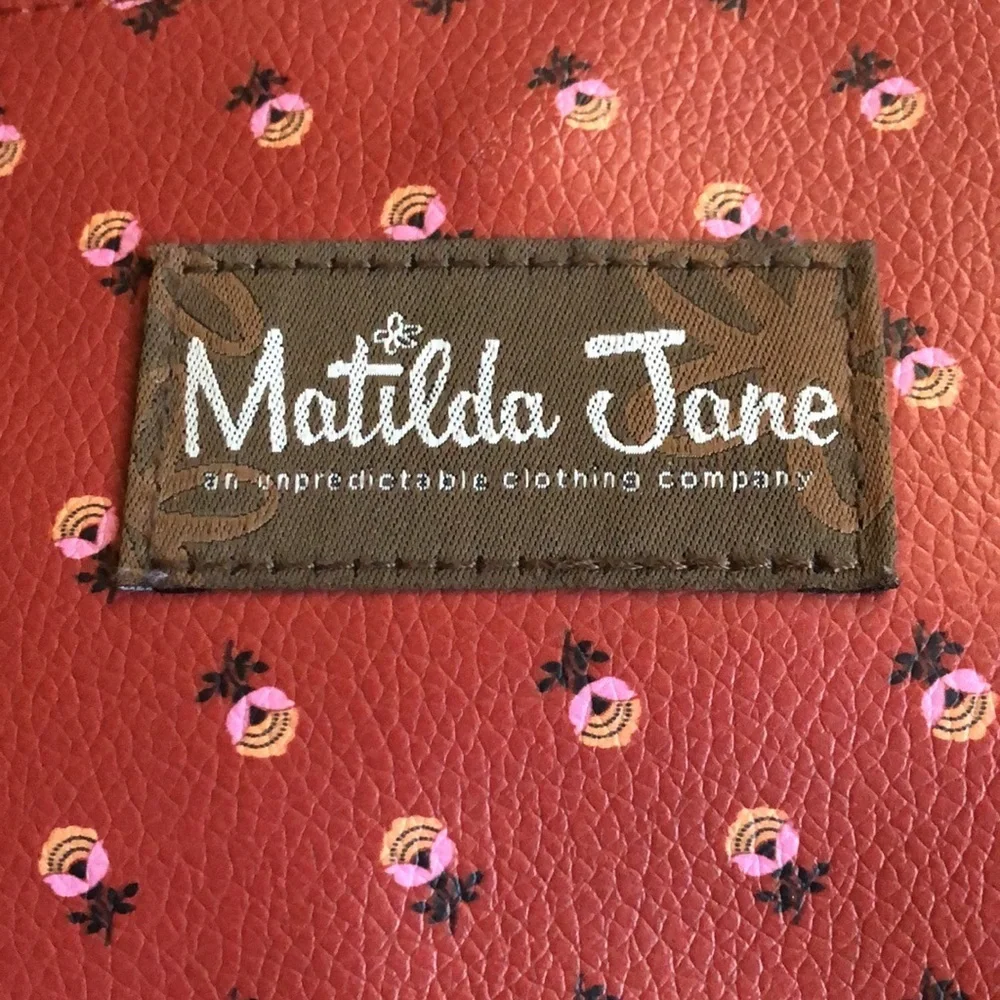 Matilda Jane
an unpredictable clothing company